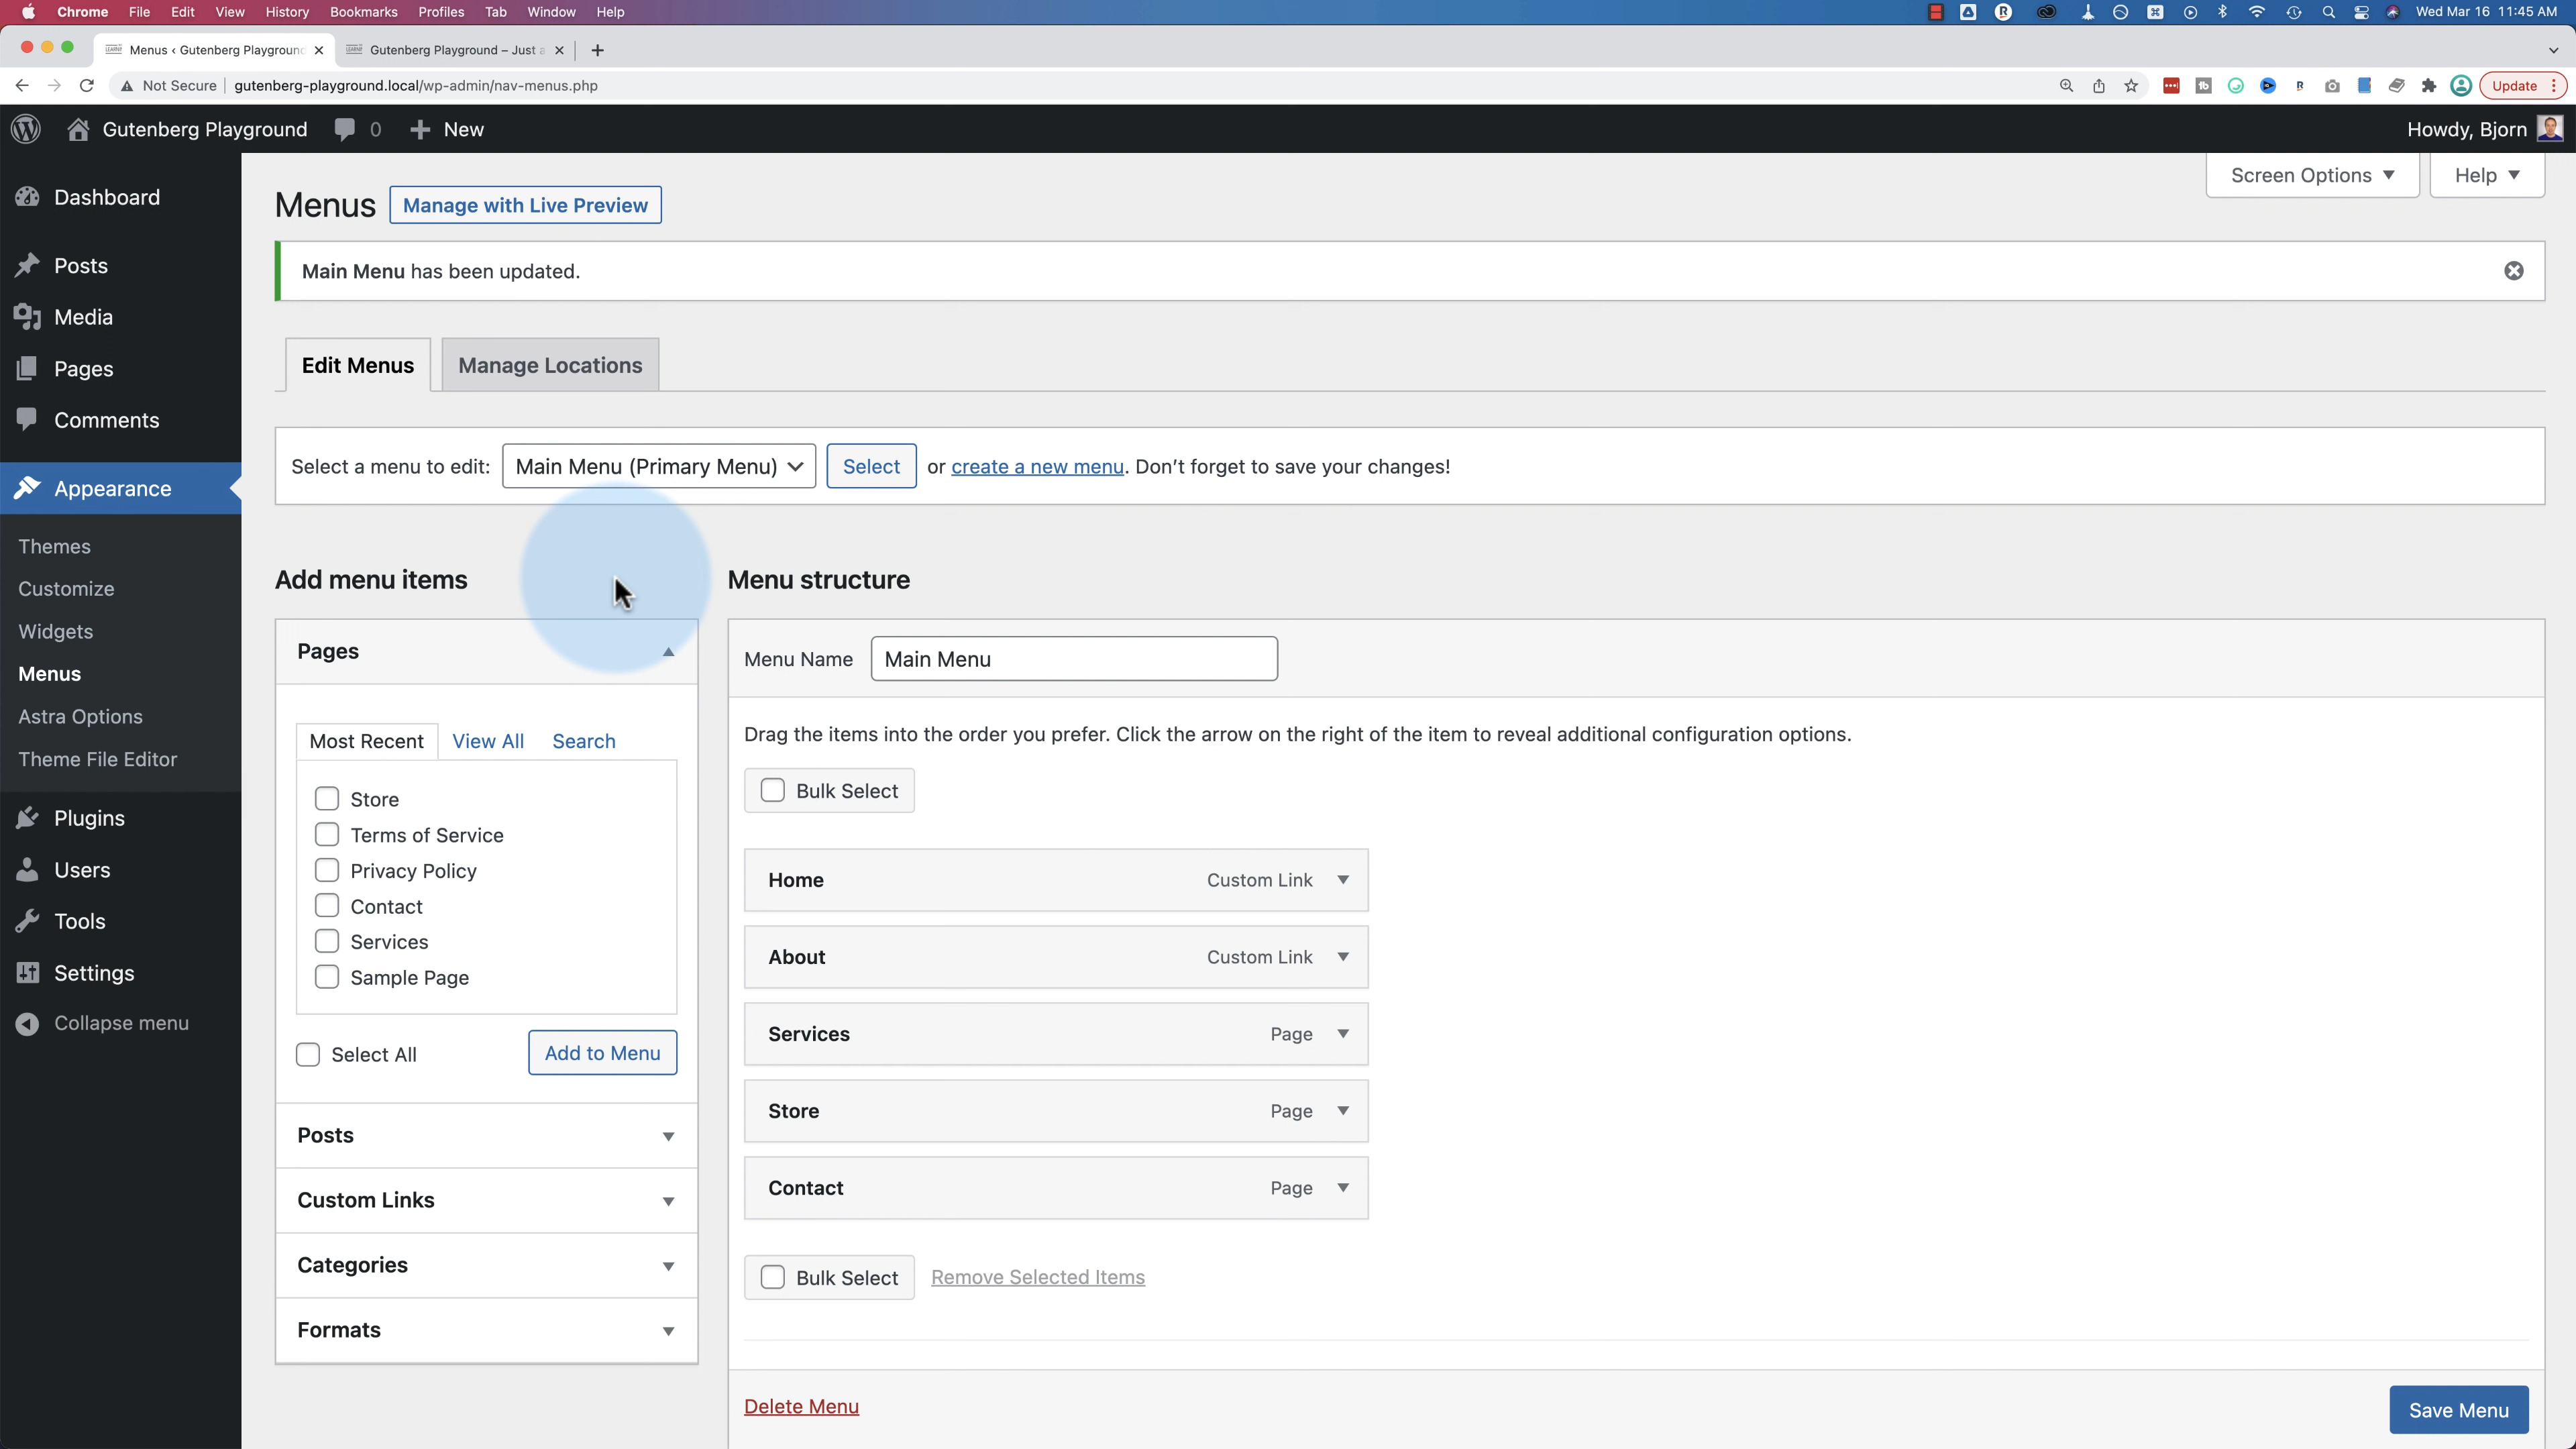 Chrome File Edit View History Bookmarks Profiles Tab Window Help Wed Mar 16 11:45 AM
Menus ‹ Gutenberg Playground Gutenberg Playground – Just a
Not Secure gutenberg-playground.local/wp-admin/nav-menus.php Update
Gutenberg Playground 0 New Howdy, Bjorn
Screen Options Help
Dashboard
Posts
Media
Pages
Comments
Appearance
Themes
Customize
Widgets
Menus
Astra Options
Theme File Editor
Plugins
Users
Tools
Settings
Collapse menu
Menus Manage with Live Preview
Main Menu has been updated.
Edit Menus Manage Locations
Select a menu to edit: Main Menu (Primary Menu) Select or create a new menu. Don’t forget to save your changes!
Add menu items
Pages
Most Recent View All Search
Store
Terms of Service
Privacy Policy
Contact
Services
Sample Page
Select All Add to Menu
Posts
Custom Links
Categories
Formats
Menu structure
Menu Name Main Menu
Drag the items into the order you prefer. Click the arrow on the right of the item to reveal additional configuration options.
Bulk Select
Home Custom Link
About Custom Link
Services Page
Store Page
Contact Page
Bulk Select Remove Selected Items
Delete Menu Save Menu